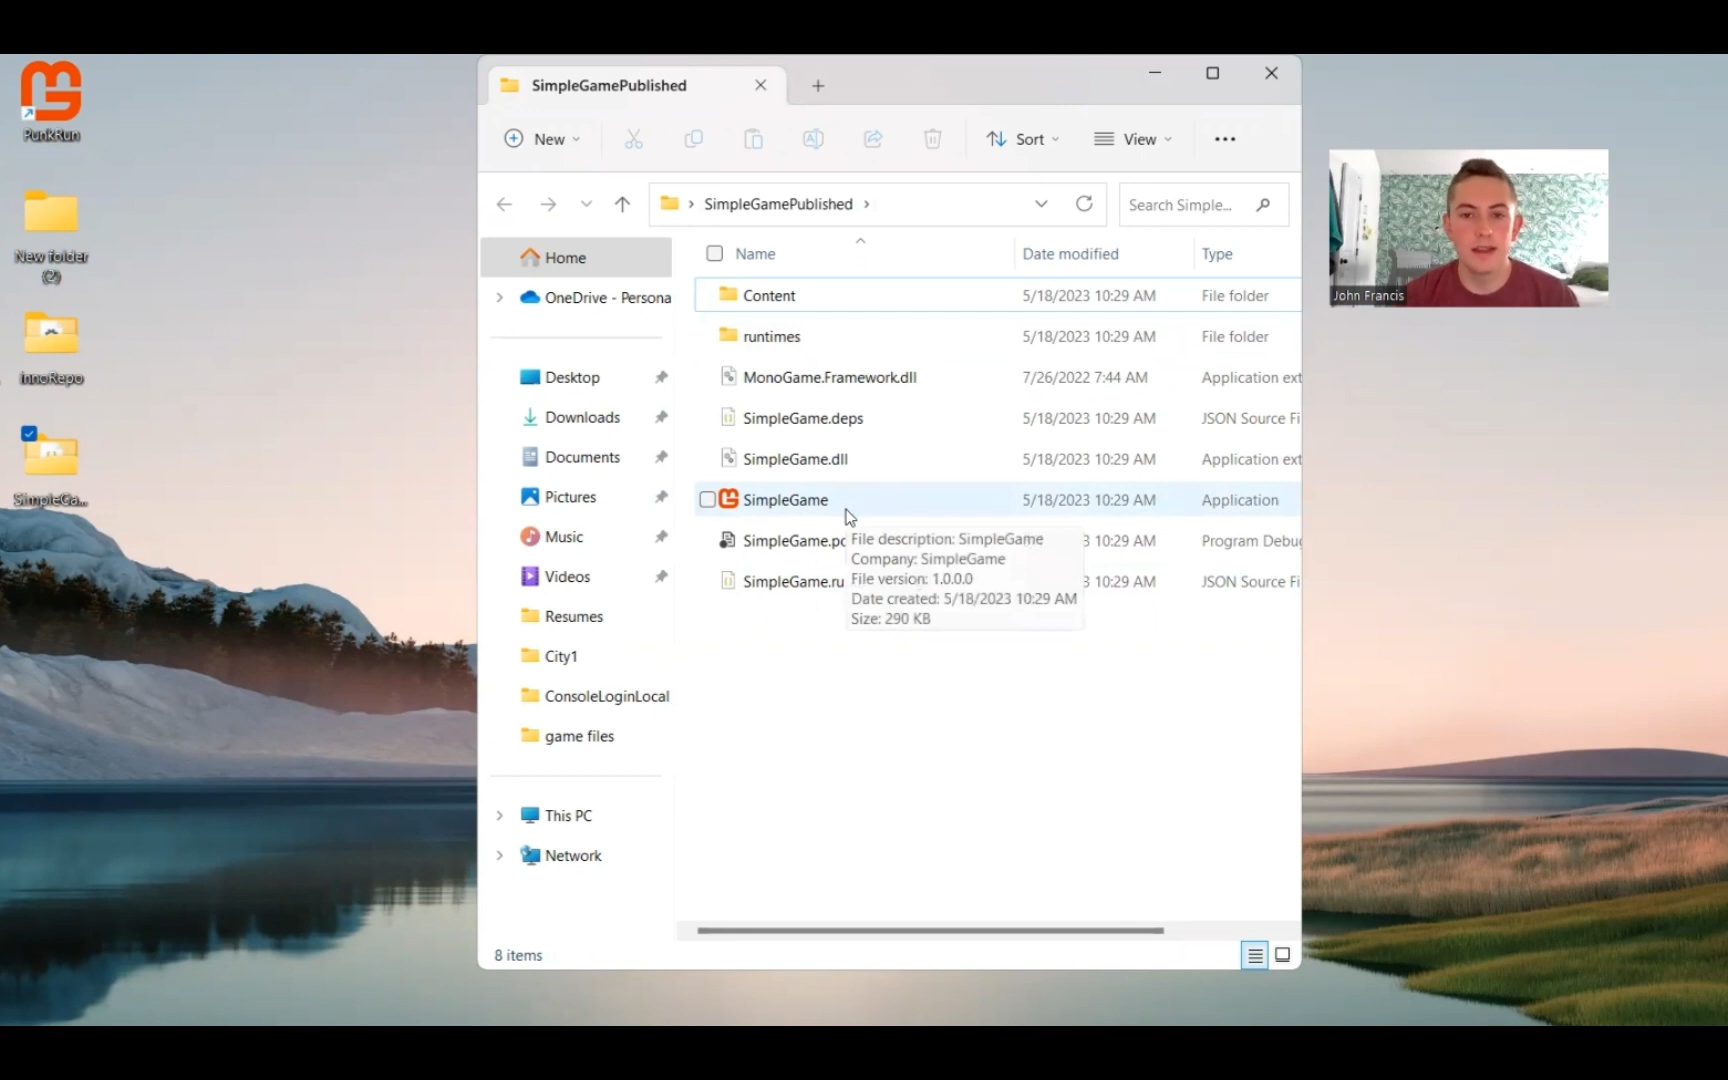 PunkRun
New folder
(2)
InnoRepo
SimpleGa...
SimpleGamePublished
New
Sort
View
SimpleGamePublished
Search Simple...
Name
Date modified
Type
Home
OneDrive - Persona
Desktop
Downloads
Documents
Pictures
Music
Videos
Resumes
City1
ConsoleLoginLocal
game files
This PC
Network
Content 5/18/2023 10:29 AM File folder
runtimes 5/18/2023 10:29 AM File folder
MonoGame.Framework.dll 7/26/2022 7:44 AM Application ext
SimpleGame.deps 5/18/2023 10:29 AM JSON Source Fi
SimpleGame.dll 5/18/2023 10:29 AM Application ext
SimpleGame 5/18/2023 10:29 AM Application
SimpleGame.pd 3 10:29 AM Program Debug
SimpleGame.ru 3 10:29 AM JSON Source Fi
File description: SimpleGame
Company: SimpleGame
File version: 1.0.0.0
Date created: 5/18/2023 10:29 AM
Size: 290 KB
8 items
John Francis